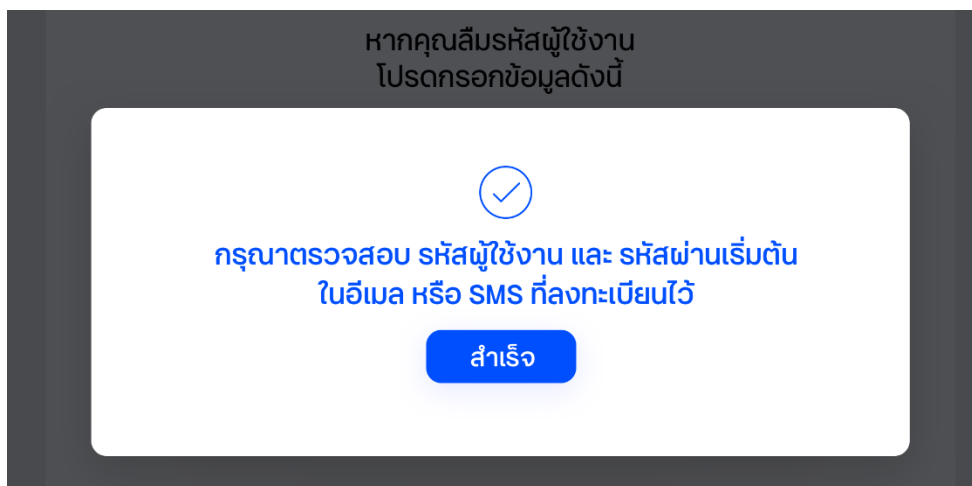 หากคุณลืมรหัสผู้ใช้งาน
โปรดกรอกข้อมูลดังนี้
กรุณาตรวจสอบ รหัสผู้ใช้งาน และ รหัสผ่านเริ่มต้น
ในอีเมล หรือ SMS ที่ลงทะเบียนไว้
สำเร็จ